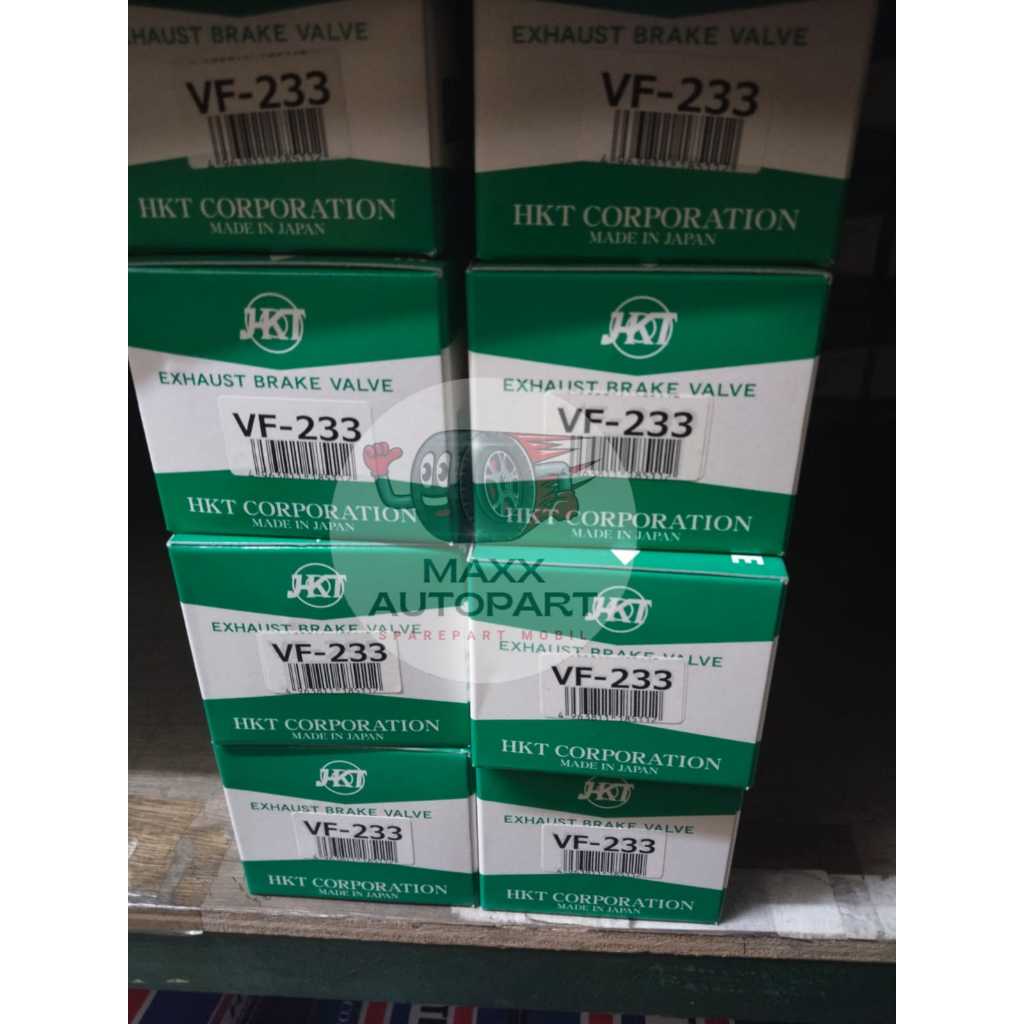 EXHAUST BRAKE VALVE
VF-233
HKT CORPORATION
MADE IN JAPAN
EXHAUST BRAKE VALVE
VF-233
HKT CORPORATION
MADE IN JAPAN
HKT
EXHAUST BRAKE VALVE
VF-233
HKT CORPORATION
MADE IN JAPAN
HKT
EXHAUST BRAKE VALVE
VF-233
HKT CORPORATION
MADE IN JAPAN
MAXX
AUTOPART
SPAREPART MOBIL
HKT
EXHAUST BRAKE VALVE
VF-233
HKT CORPORATION
MADE IN JAPAN
E
HKT
EXHAUST BRAKE VALVE
VF-233
HKT CORPORATION
MADE IN JAPAN
HKT
EXHAUST BRAKE VALVE
VF-233
HKT CORPORATION
MADE IN JAPAN
HKT
EXHAUST BRAKE VALVE
VF-233
HKT CORPORATION
MADE IN JAPAN